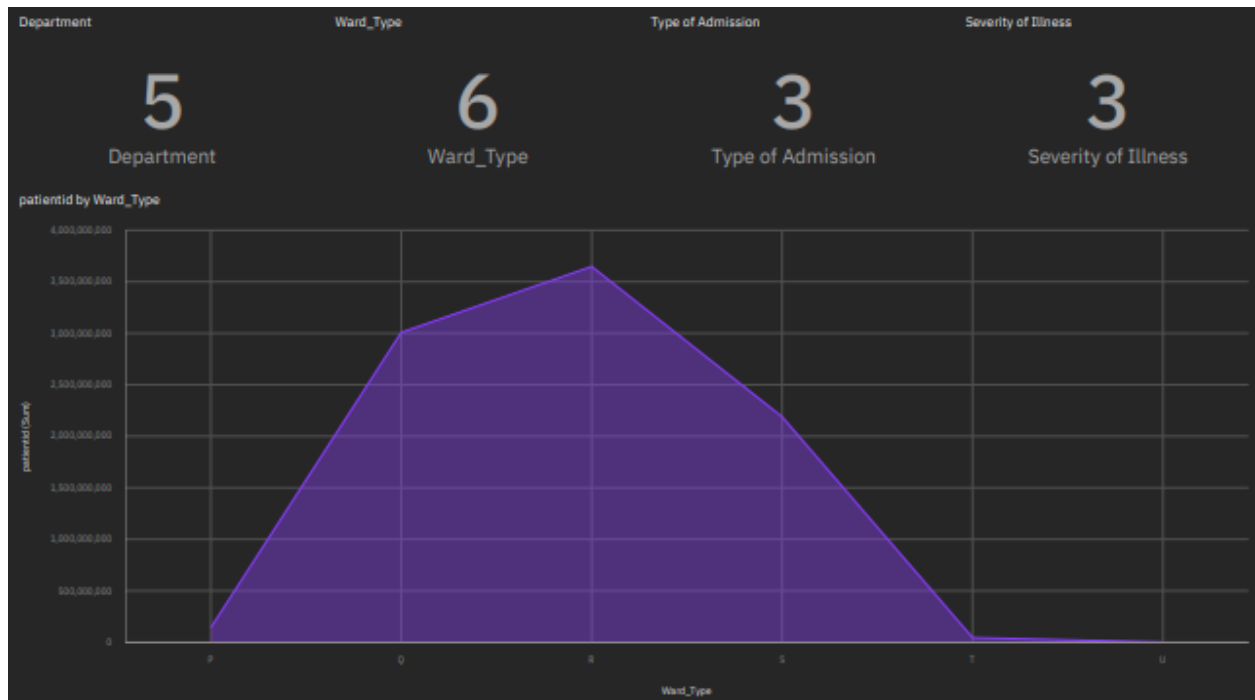 Department Ward_Type Type of Admission Severity of Illness
5 6 3 3
Department Ward_Type Type of Admission Severity of Illness
patientid by Ward_Type
4,000,000,000
3,500,000,000
3,000,000,000
2,500,000,000
2,000,000,000
1,500,000,000
1,000,000,000
500,000,000
0
patientid (Sum)
P Q R S T U
Ward_Type